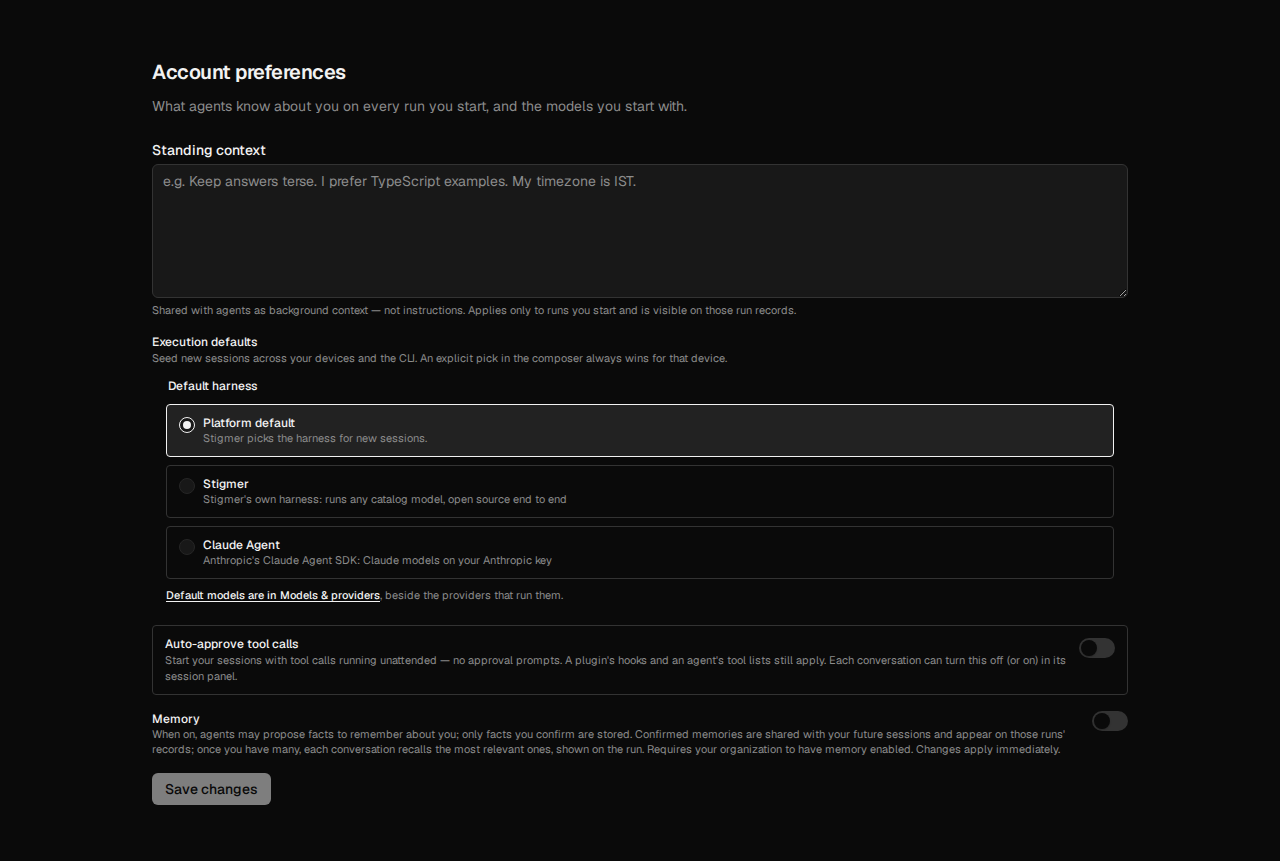 Account preferences
What agents know about you on every run you start, and the models you start with.
Standing context
e.g. Keep answers terse. I prefer TypeScript examples. My timezone is IST.
Shared with agents as background context — not instructions. Applies only to runs you start and is visible on those run records.
Execution defaults
Seed new sessions across your devices and the CLI. An explicit pick in the composer always wins for that device.
Default harness
Platform default
Stigmer picks the harness for new sessions.
Stigmer
Stigmer's own harness: runs any catalog model, open source end to end
Claude Agent
Anthropic's Claude Agent SDK: Claude models on your Anthropic key
Default models are in Models & providers, beside the providers that run them.
Auto-approve tool calls
Start your sessions with tool calls running unattended — no approval prompts. A plugin's hooks and an agent's tool lists still apply. Each conversation can turn this off (or on) in its
session panel.
Memory
When on, agents may propose facts to remember about you; only facts you confirm are stored. Confirmed memories are shared with your future sessions and appear on those runs'
records; once you have many, each conversation recalls the most relevant ones, shown on the run. Requires your organization to have memory enabled. Changes apply immediately.
Save changes